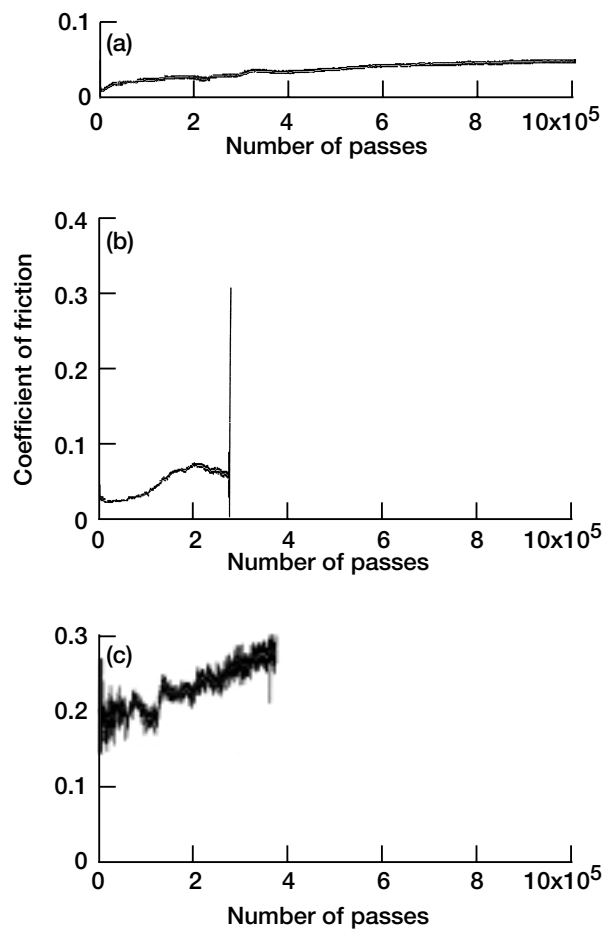 0.1
(a)
0
0 2 4 6 8 10x10⁵
Number of passes
Coefficient of friction
0.4
(b)
0.3
0.2
0.1
0
0 2 4 6 8 10x10⁵
Number of passes
0.3
(c)
0.2
0.1
0
0 2 4 6 8 10x10⁵
Number of passes